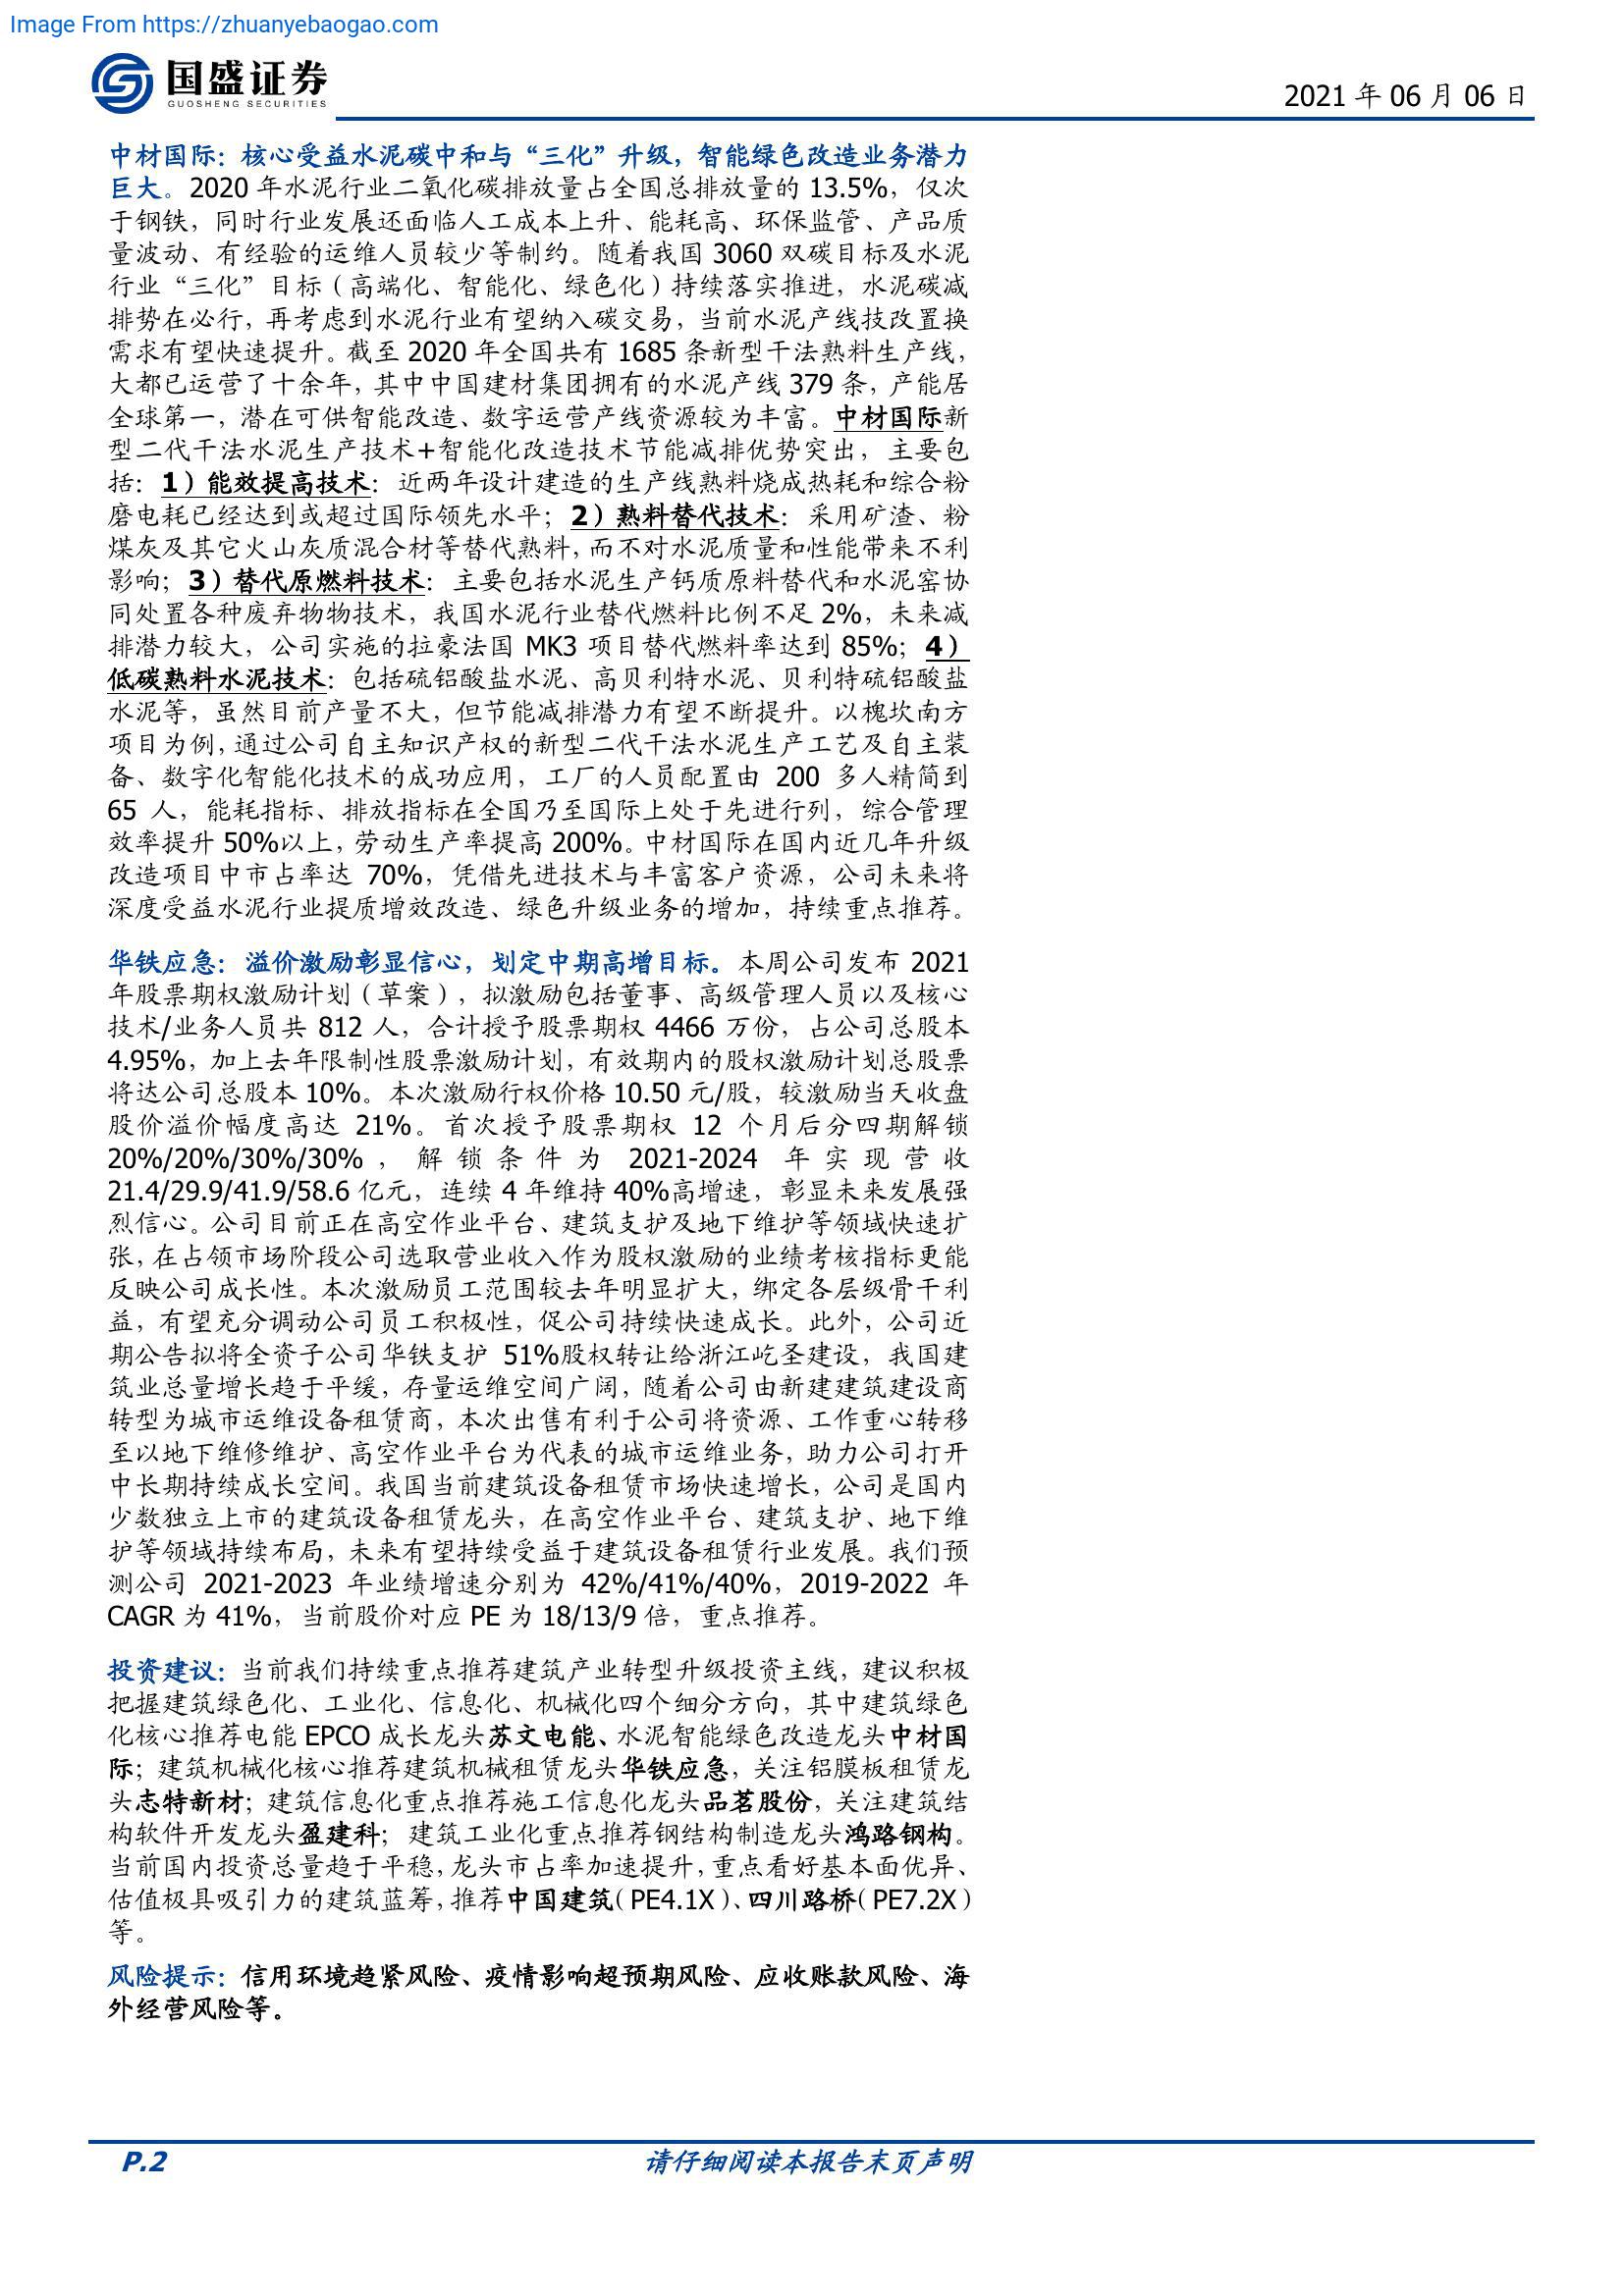 Image From https://zhuanyebaogao.com
国盛证券
GUOSHENG SECURITIES
2021 年 06 月 06 日
中材国际：核心受益水泥碳中和与“三化”升级，智能绿色改造业务潜力
巨大。2020 年水泥行业二氧化碳排放量占全国总排放量的 13.5%，仅次
于钢铁，同时行业发展还面临人工成本上升、能耗高、环保监管、产品质
量波动、有经验的运维人员较少等制约。随着我国 3060 双碳目标及水泥
行业“三化”目标（高端化、智能化、绿色化）持续落实推进，水泥碳减
排势在必行，再考虑到水泥行业有望纳入碳交易，当前水泥产线技改置换
需求有望快速提升。截至 2020 年全国共有 1685 条新型干法熟料生产线，
大都已运营了十余年，其中中国建材集团拥有的水泥产线 379 条，产能居
全球第一，潜在可供智能改造、数字运营产线资源较为丰富。中材国际新
型二代干法水泥生产技术+智能化改造技术节能减排优势突出，主要包
括：1）能效提高技术：近两年设计建造的生产线熟料烧成热耗和综合粉
磨电耗已经达到或超过国际领先水平；2）熟料替代技术：采用矿渣、粉
煤灰及其它火山灰质混合材等替代熟料，而不对水泥质量和性能带来不利
影响；3）替代原燃料技术：主要包括水泥生产钙质原料替代和水泥窑协
同处置各种废弃物物技术，我国水泥行业替代燃料比例不足 2%，未来减
排潜力较大，公司实施的拉豪法国 MK3 项目替代燃料率达到 85%；4）
低碳熟料水泥技术：包括硫铝酸盐水泥、高贝利特水泥、贝利特硫铝酸盐
水泥等，虽然目前产量不大，但节能减排潜力有望不断提升。以槐坎南方
项目为例，通过公司自主知识产权的新型二代干法水泥生产工艺及自主装
备、数字化智能化技术的成功应用，工厂的人员配置由 200 多人精简到
65 人，能耗指标、排放指标在全国乃至国际上处于先进行列，综合管理
效率提升 50%以上，劳动生产率提高 200%。中材国际在国内近几年升级
改造项目中市占率达 70%，凭借先进技术与丰富客户资源，公司未来将
深度受益水泥行业提质增效改造、绿色升级业务的增加，持续重点推荐。
华铁应急：溢价激励彰显信心，划定中期高增目标。本周公司发布 2021
年股票期权激励计划（草案），拟激励包括董事、高级管理人员以及核心
技术/业务人员共 812 人，合计授予股票期权 4466 万份，占公司总股本
4.95%，加上去年限制性股票激励计划，有效期内的股权激励计划总股票
将达公司总股本 10%。本次激励行权价格 10.50 元/股，较激励当天收盘
股价溢价幅度高达 21%。首次授予股票期权 12 个月后分四期解锁
20%/20%/30%/30%，解锁条件为 2021-2024 年实现营收
21.4/29.9/41.9/58.6 亿元，连续 4 年维持 40%高增速，彰显未来发展强
烈信心。公司目前正在高空作业平台、建筑支护及地下维护等领域快速扩
张，在占领市场阶段公司选取营业收入作为股权激励的业绩考核指标更能
反映公司成长性。本次激励员工范围较去年明显扩大，绑定各层级骨干利
益，有望充分调动公司员工积极性，促公司持续快速成长。此外，公司近
期公告拟将全资子公司华铁支护 51%股权转让给浙江屹圣建设，我国建
筑业总量增长趋于平缓，存量运维空间广阔，随着公司由新建建筑建设商
转型为城市运维设备租赁商，本次出售有利于公司将资源、工作重心转移
至以地下维修维护、高空作业平台为代表的城市运维业务，助力公司打开
中长期持续成长空间。我国当前建筑设备租赁市场快速增长，公司是国内
少数独立上市的建筑设备租赁龙头，在高空作业平台、建筑支护、地下维
护等领域持续布局，未来有望持续受益于建筑设备租赁行业发展。我们预
测公司 2021-2023 年业绩增速分别为 42%/41%/40%，2019-2022 年
CAGR 为 41%，当前股价对应 PE 为 18/13/9 倍，重点推荐。
投资建议：当前我们持续重点推荐建筑产业转型升级投资主线，建议积极
把握建筑绿色化、工业化、信息化、机械化四个细分方向，其中建筑绿色
化核心推荐电能 EPCO 成长龙头苏文电能、水泥智能绿色改造龙头中材国
际；建筑机械化核心推荐建筑机械租赁龙头华铁应急，关注铝膜板租赁龙
头志特新材；建筑信息化重点推荐施工信息化龙头品茗股份，关注建筑结
构软件开发龙头盈建科；建筑工业化重点推荐钢结构制造龙头鸿路钢构。
当前国内投资总量趋于平稳，龙头市占率加速提升，重点看好基本面优异、
估值极具吸引力的建筑蓝筹，推荐中国建筑（PE4.1X）、四川路桥（PE7.2X）
等。
风险提示：信用环境趋紧风险、疫情影响超预期风险、应收账款风险、海
外经营风险等。
P.2
请仔细阅读本报告末页声明